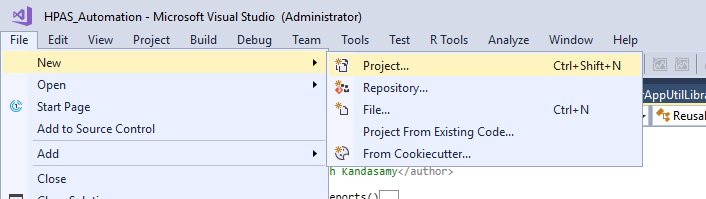 HPAS_Automation - Microsoft Visual Studio (Administrator)
File Edit View Project Build Debug Team Tools Test R Tools Analyze Window Help
New
Project... Ctrl+Shift+N
Open
Repository...
Start Page
File... Ctrl+N
rAppUtilLibra
Reusal
Add to Source Control
Project From Existing Code...
Add
From Cookiecutter...
Close
h Kandasamy</author>
eports()...